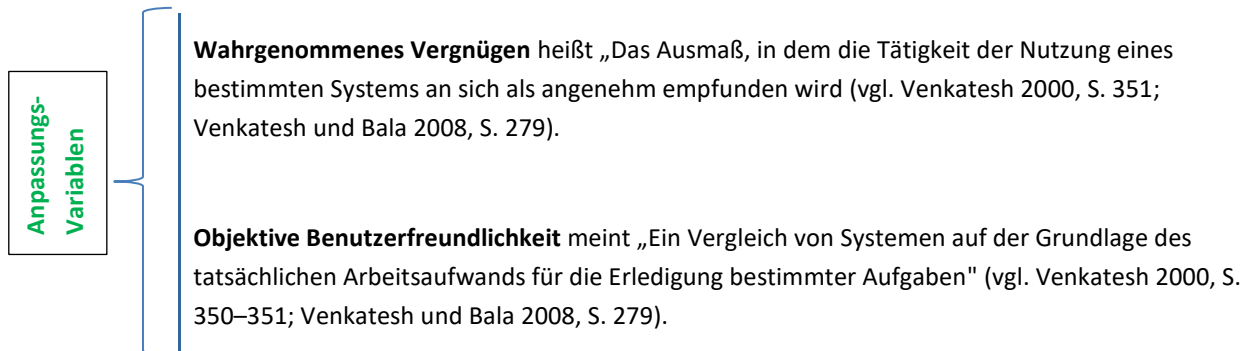 Anpassungs-
Variablen
Wahrgenommenes Vergnügen heißt „Das Ausmaß, in dem die Tätigkeit der Nutzung eines
bestimmten Systems an sich als angenehm empfunden wird (vgl. Venkatesh 2000, S. 351;
Venkatesh und Bala 2008, S. 279).
Objektive Benutzerfreundlichkeit meint „Ein Vergleich von Systemen auf der Grundlage des
tatsächlichen Arbeitsaufwands für die Erledigung bestimmter Aufgaben" (vgl. Venkatesh 2000, S.
350–351; Venkatesh und Bala 2008, S. 279).